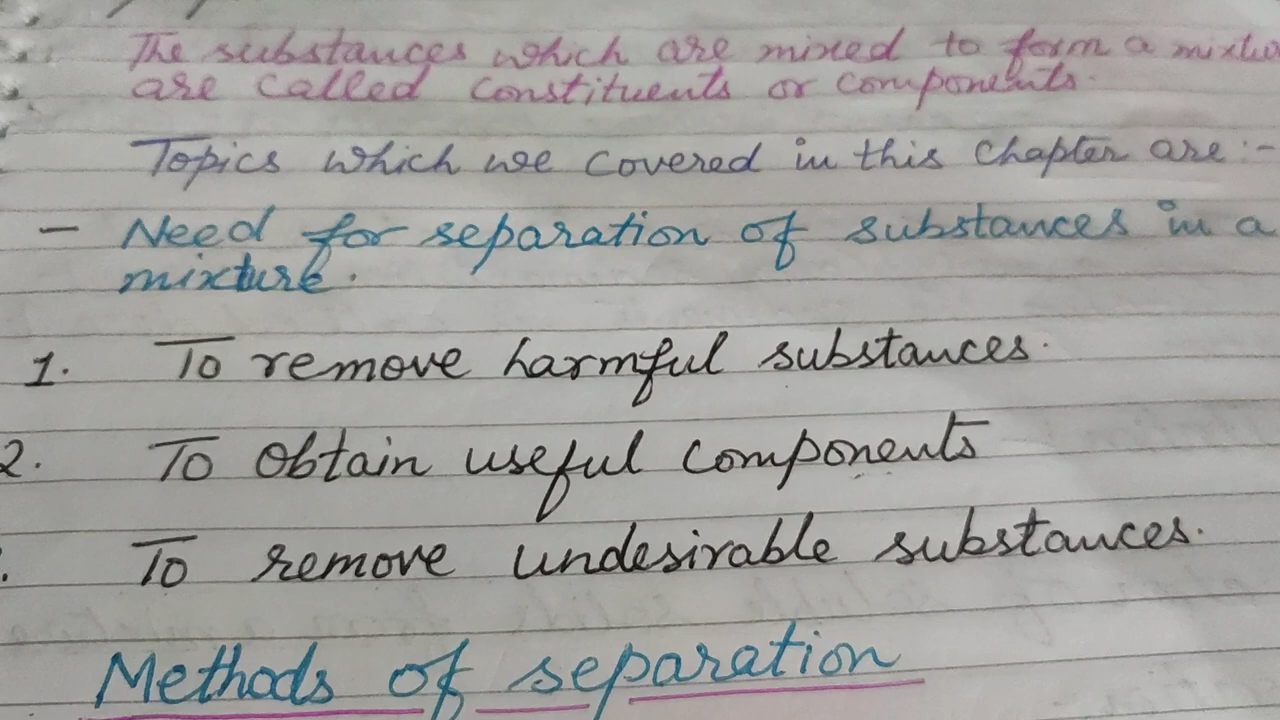 The substances which are mixed to form a
are called constituents or components.
Topics which we covered in this chapter are :-
- Need for separation of substances in a
mixture.
1. To remove harmful substances.
2. To obtain useful components
. To remove undesirable substances.
Methods of separation